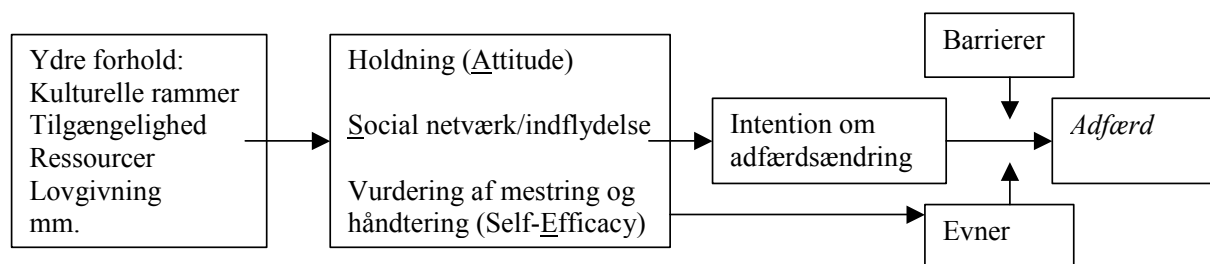 Ydre forhold:
Kulturelle rammer
Tilgængelighed
Ressourcer
Lovgivning
mm.
Holdning (Attitude)
Social netværk/indflydelse
Vurdering af mestring og
håndtering (Self-Efficacy)
Intention om
adfærdsændring
Barrierer
Adfærd
Evner